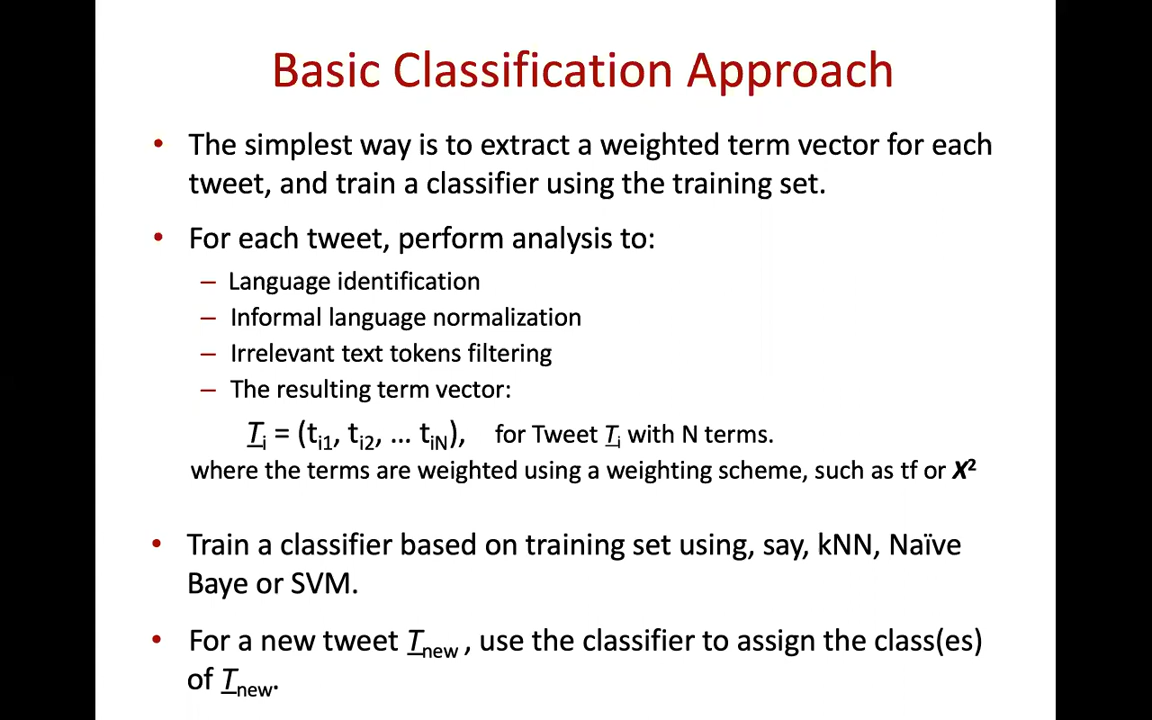 Basic Classification Approach
• The simplest way is to extract a weighted term vector for each
tweet, and train a classifier using the training set.
• For each tweet, perform analysis to:
– Language identification
– Informal language normalization
– Irrelevant text tokens filtering
– The resulting term vector:
Ti = (ti1, ti2, ... tiN), for Tweet Ti with N terms.
where the terms are weighted using a weighting scheme, such as tf or X²
• Train a classifier based on training set using, say, kNN, Naïve
Baye or SVM.
• For a new tweet Tnew , use the classifier to assign the class(es)
of Tnew.